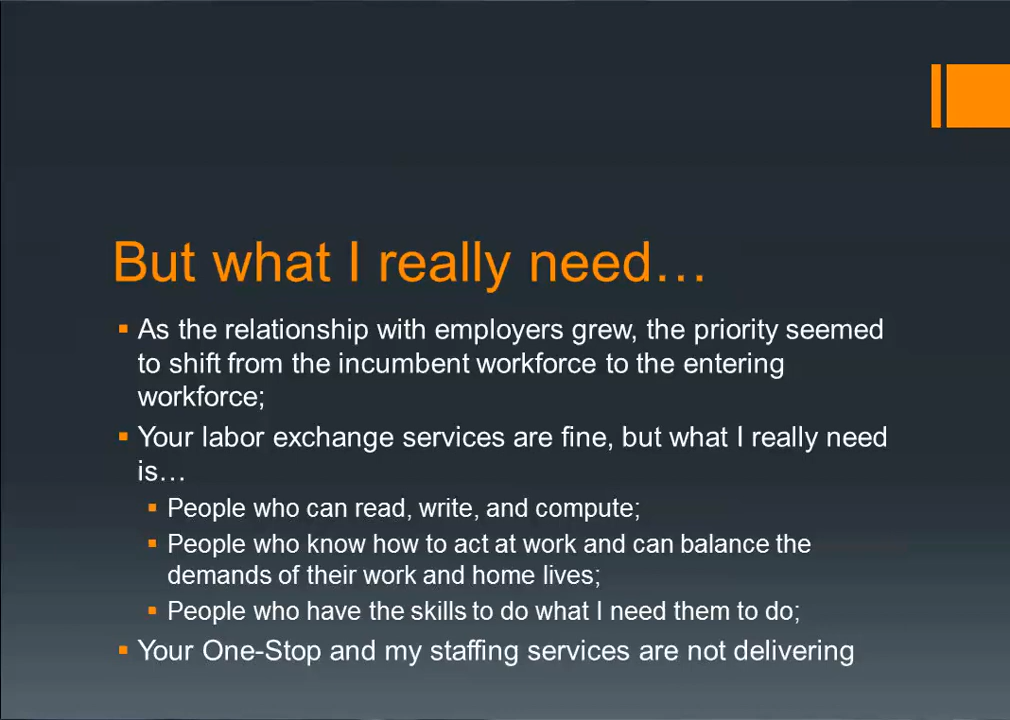 But what I really need…
As the relationship with employers grew, the priority seemed
to shift from the incumbent workforce to the entering
workforce;
Your labor exchange services are fine, but what I really need
is…
People who can read, write, and compute;
People who know how to act at work and can balance the
demands of their work and home lives;
People who have the skills to do what I need them to do;
Your One-Stop and my staffing services are not delivering